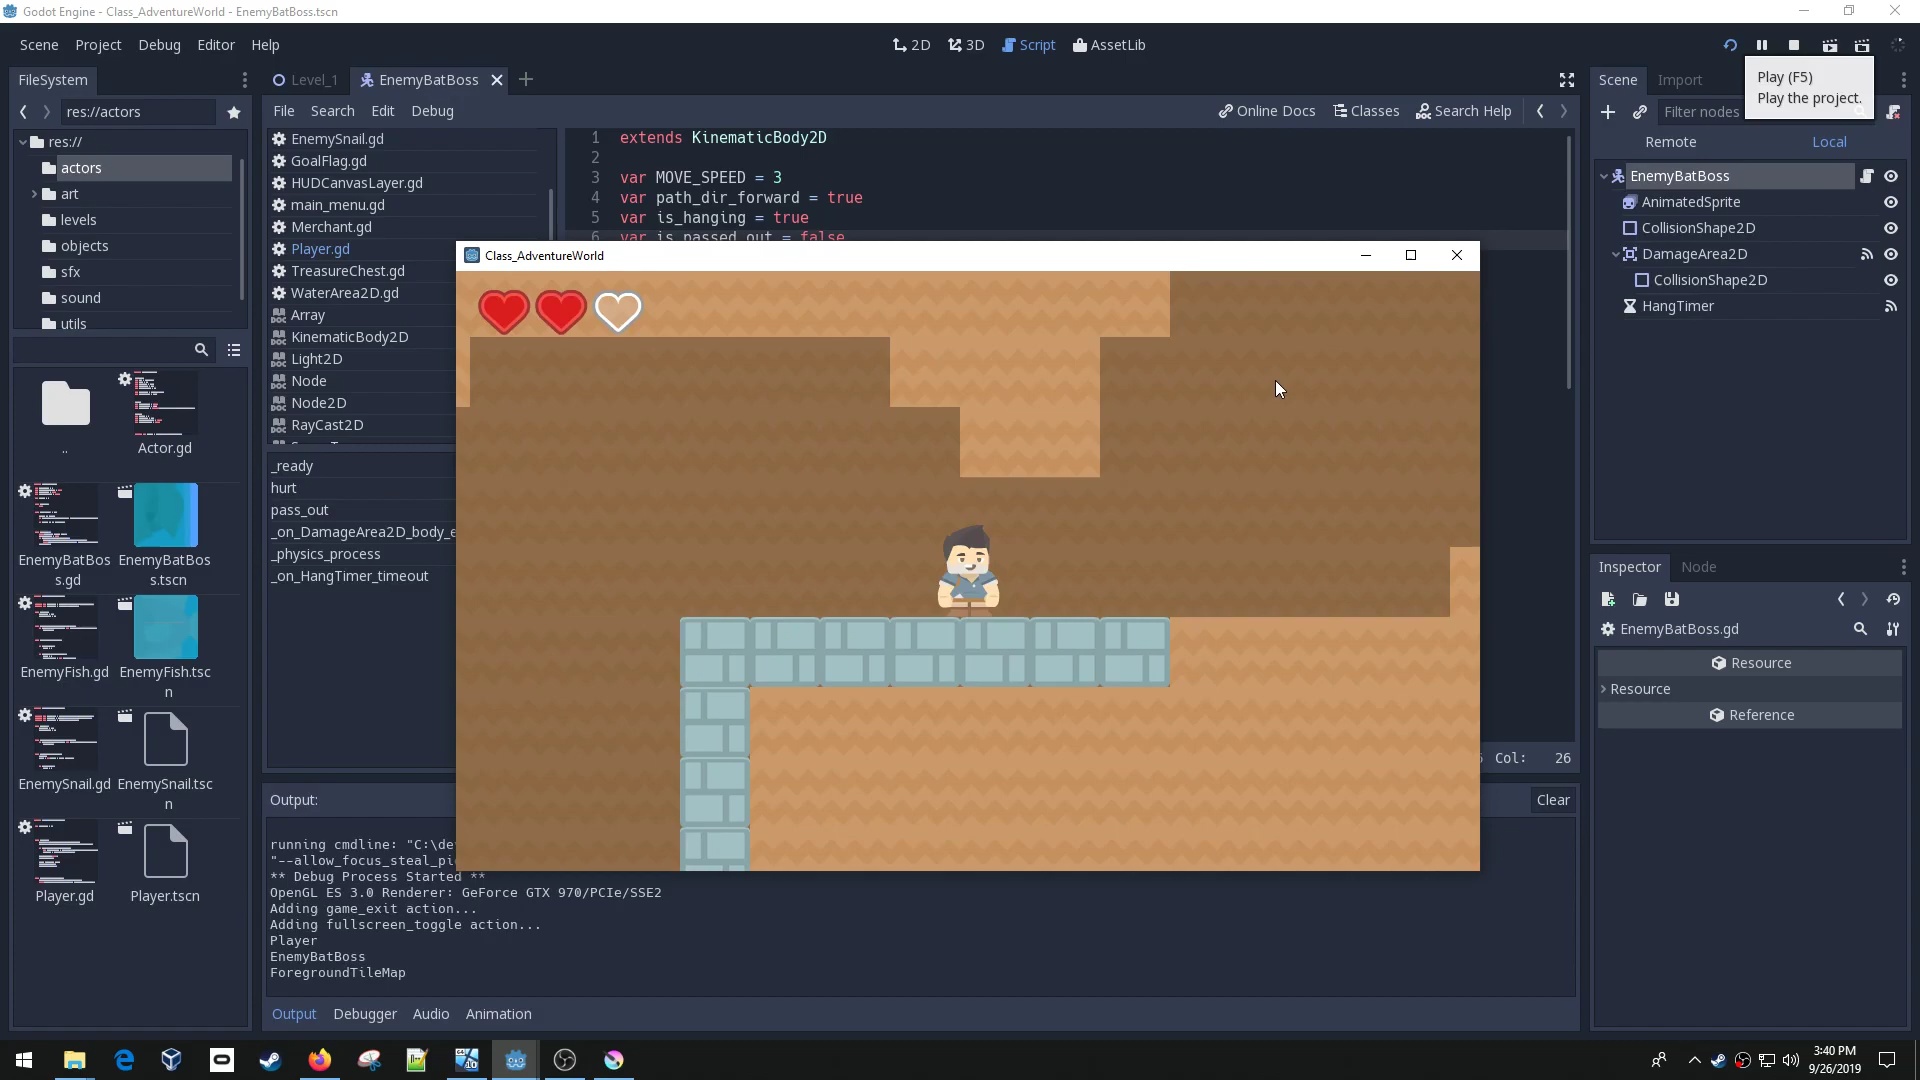 Godot Engine - Class_AdventureWorld - EnemyBatBoss.tscn
Scene Project Debug Editor Help
2D 3D Script AssetLib
Play (F5)
Play the project.
FileSystem
res://actors
res://
actors
art
levels
objects
sfx
sound
utils
..
Actor.gd
EnemyBatBos
s.gd
EnemyBatBos
s.tscn
EnemyFish.gd
EnemyFish.tsc
n
EnemySnail.gd
EnemySnail.tsc
n
Player.gd
Player.tscn
Level_1
EnemyBatBoss
File Search Edit Debug
Online Docs Classes Search Help
EnemySnail.gd
GoalFlag.gd
HUDCanvasLayer.gd
main_menu.gd
Merchant.gd
Player.gd
TreasureChest.gd
WaterArea2D.gd
Array
KinematicBody2D
Light2D
Node
Node2D
RayCast2D
_ready
hurt
pass_out
_on_DamageArea2D_body_e
_physics_process
_on_HangTimer_timeout
1 extends KinematicBody2D
2
3 var MOVE_SPEED = 3
4 var path_dir_forward = true
5 var is_hanging = true
6 var is_passed_out = false
Class_AdventureWorld
Col: 26
Output:
Clear
running cmdline: "C:\de
"--allow_focus_steal_pi
** Debug Process Started **
OpenGL ES 3.0 Renderer: GeForce GTX 970/PCIe/SSE2
Adding game_exit action...
Adding fullscreen_toggle action...
Player
EnemyBatBoss
ForegroundTileMap
Output Debugger Audio Animation
Scene Import
Filter nodes
Remote Local
EnemyBatBoss
AnimatedSprite
CollisionShape2D
DamageArea2D
CollisionShape2D
HangTimer
Inspector Node
EnemyBatBoss.gd
Resource
Resource
Reference
3:40 PM
9/26/2019